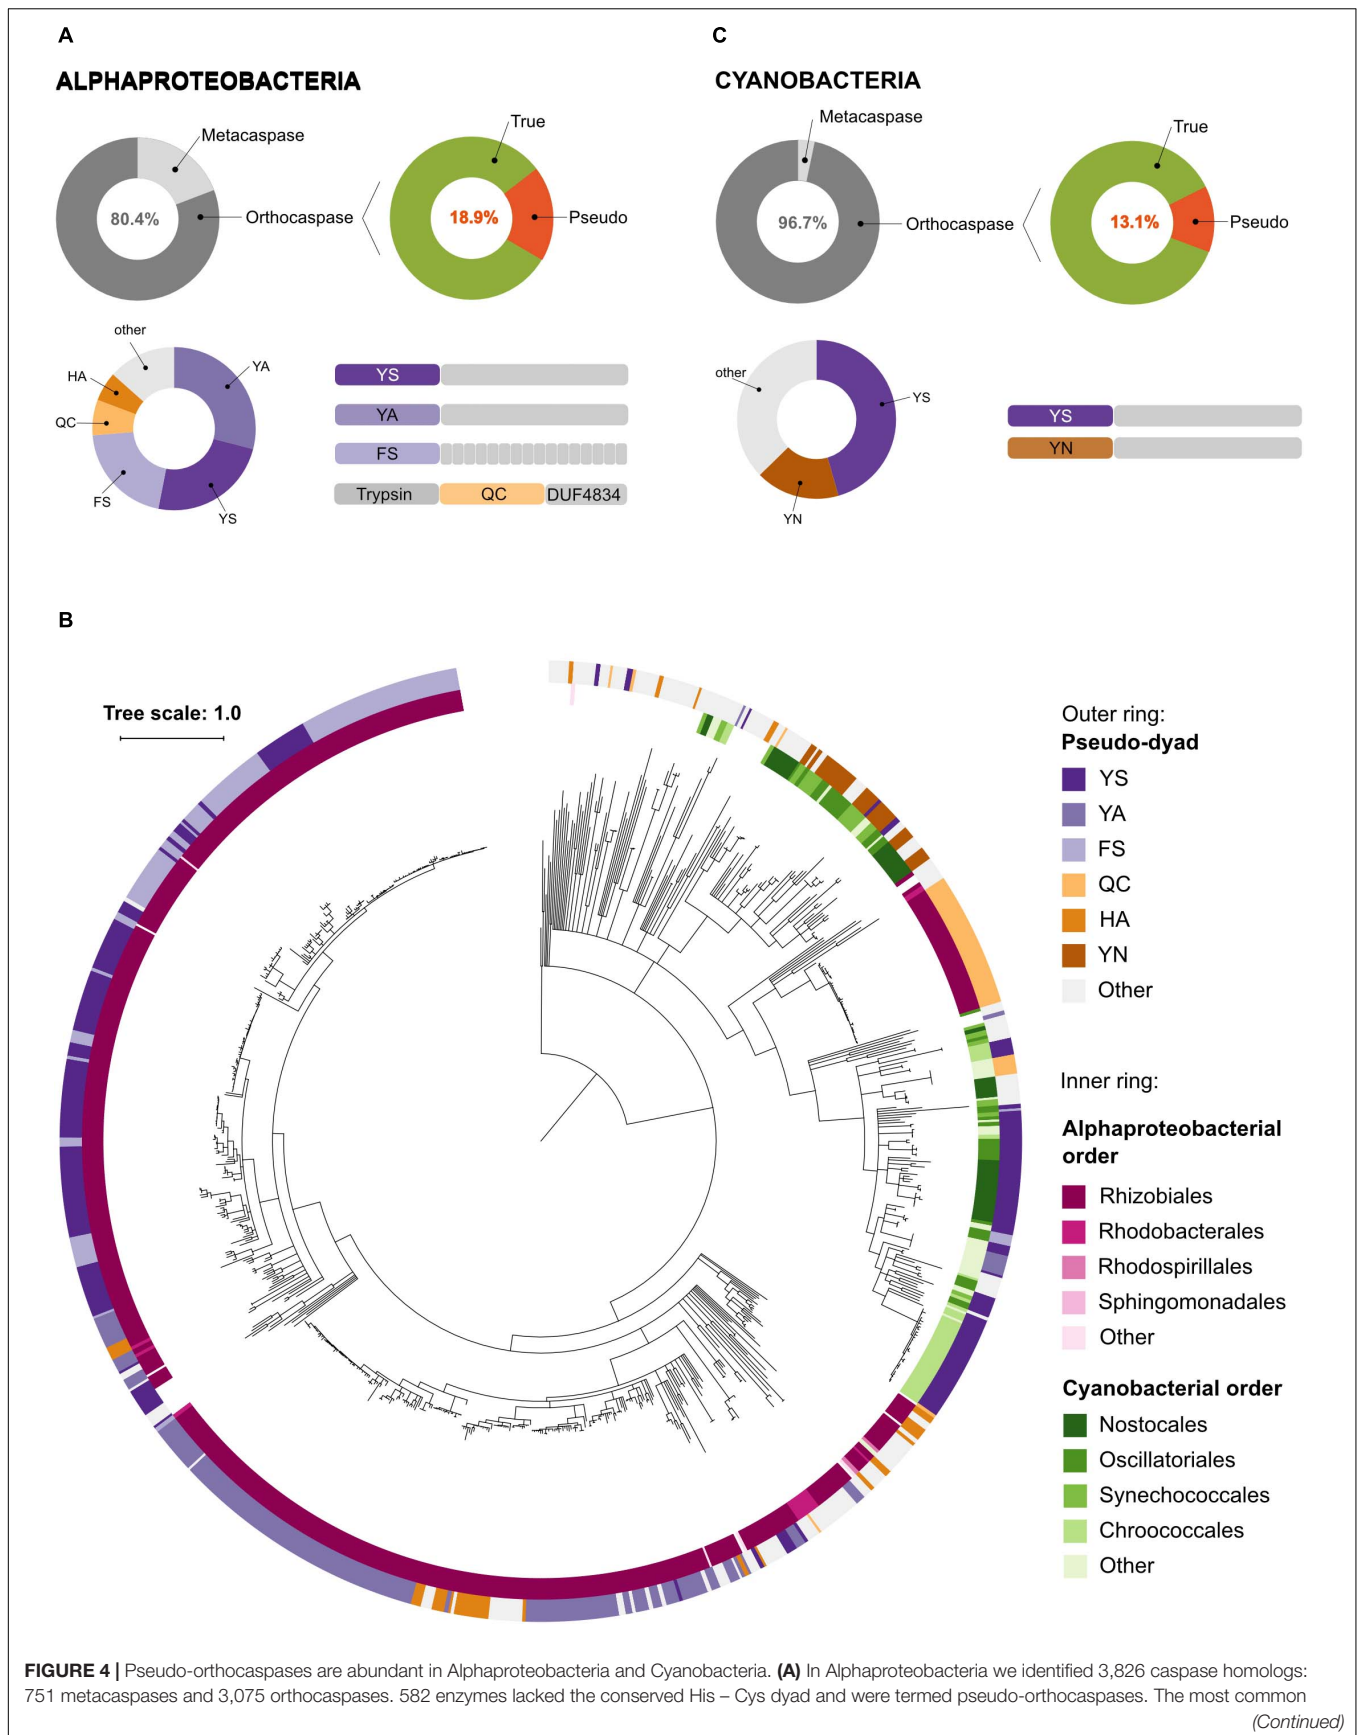 A
ALPHAPROTEOBACTERIA
Metacaspase
True
80.4%
Orthocaspase
18.9%
Pseudo
other
YA
HA
QC
FS
YS
YS
YA
FS
Trypsin QC DUF4834
C
CYANOBACTERIA
Metacaspase
True
96.7%
Orthocaspase
13.1%
Pseudo
other
YS
YN
YS
YN
B
Tree scale: 1.0
Outer ring:
Pseudo-dyad
YS
YA
FS
QC
HA
YN
Other
Inner ring:
Alphaproteobacterial
order
Rhizobiales
Rhodobacterales
Rhodospirillales
Sphingomonadales
Other
Cyanobacterial order
Nostocales
Oscillatoriales
Synechococcales
Chroococcales
Other
FIGURE 4 | Pseudo-orthocaspases are abundant in Alphaproteobacteria and Cyanobacteria. (A) In Alphaproteobacteria we identified 3,826 caspase homologs:
751 metacaspases and 3,075 orthocaspases. 582 enzymes lacked the conserved His – Cys dyad and were termed pseudo-orthocaspases. The most common
(Continued)